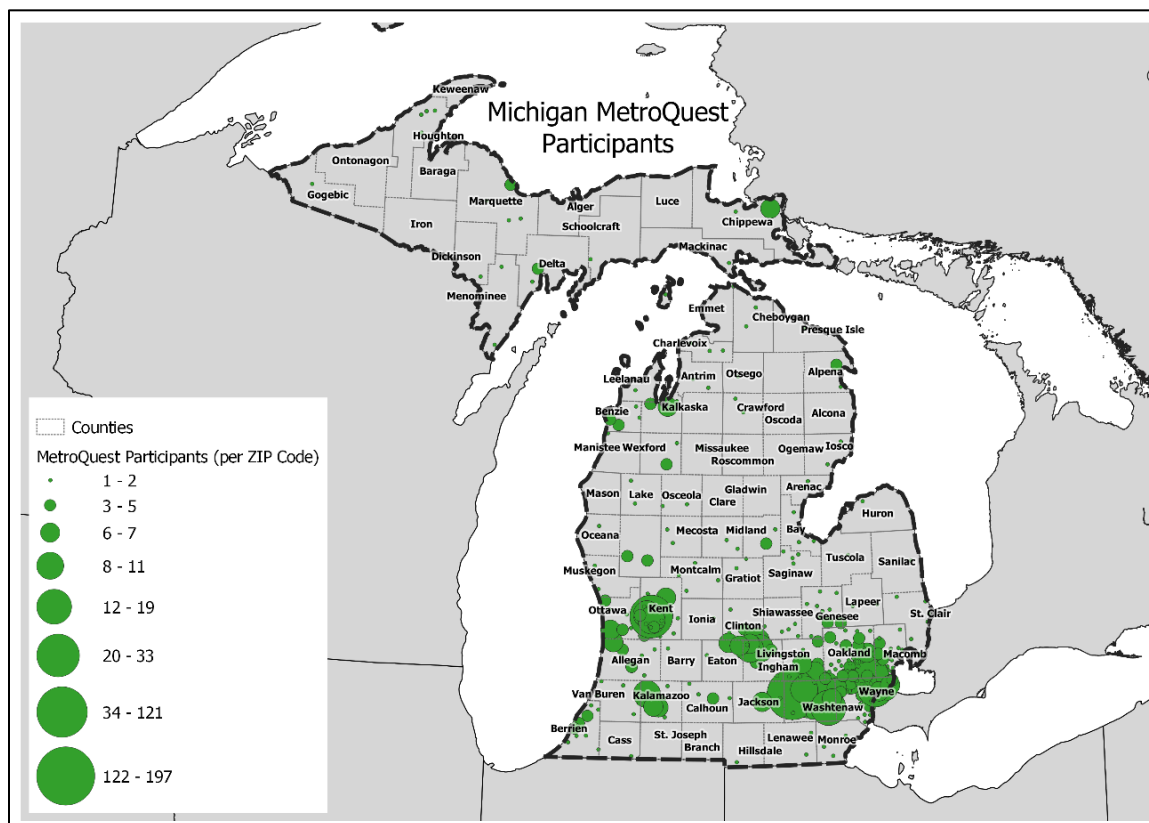 Michigan MetroQuest
Participants
Keweenaw
Houghton
Ontonagon
Baraga
Gogebic
Marquette
Alger
Luce
Chippewa
Iron
Schoolcraft
Mackinac
Dickinson
Delta
Menominee
Emmet
Cheboygan
Presque Isle
Charlevoix
Leelanau
Antrim
Otsego
Alpena
Benzie
Kalkaska
Crawford
Oscoda
Alcona
Manistee
Wexford
Missaukee
Roscommon
Ogemaw
Iosco
Mason
Lake
Osceola
Clare
Gladwin
Arenac
Huron
Oceana
Mecosta
Midland
Bay
Tuscola
Sanilac
Muskegon
Montcalm
Gratiot
Saginaw
Lapeer
Ottawa
Kent
Ionia
Clinton
Shiawassee
Genesee
St. Clair
Allegan
Barry
Eaton
Ingham
Livingston
Oakland
Macomb
Van Buren
Kalamazoo
Calhoun
Jackson
Washtenaw
Wayne
Berrien
Cass
St. Joseph
Branch
Hillsdale
Lenawee
Monroe
Counties
MetroQuest Participants (per ZIP Code)
1 - 2
3 - 5
6 - 7
8 - 11
12 - 19
20 - 33
34 - 121
122 - 197